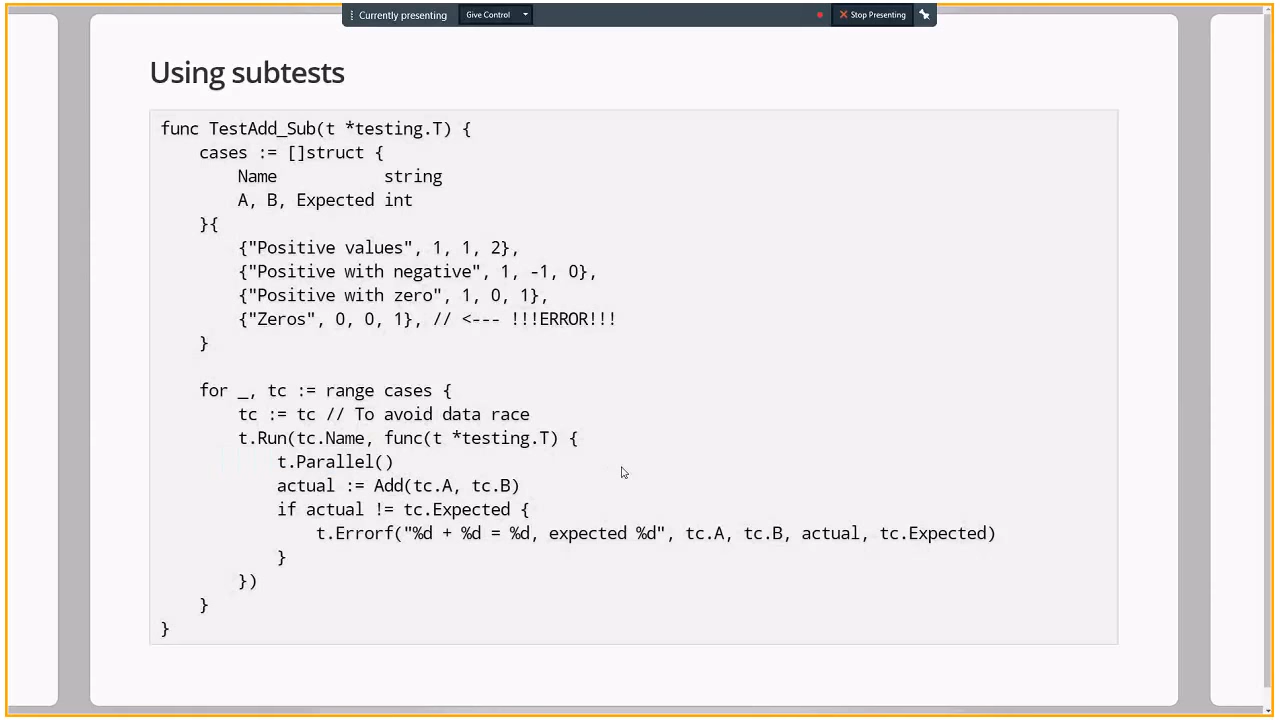 Currently presenting Give Control Stop Presenting
Using subtests
func TestAdd_Sub(t *testing.T) {
    cases := []struct {
        Name           string
        A, B, Expected int
    }{
        {"Positive values", 1, 1, 2},
        {"Positive with negative", 1, -1, 0},
        {"Positive with zero", 1, 0, 1},
        {"Zeros", 0, 0, 1}, // <--- !!!ERROR!!!
    }
    for _, tc := range cases {
        tc := tc // To avoid data race
        t.Run(tc.Name, func(t *testing.T) {
            t.Parallel()
            actual := Add(tc.A, tc.B)
            if actual != tc.Expected {
                t.Errorf("%d + %d = %d, expected %d", tc.A, tc.B, actual, tc.Expected)
            }
        })
    }
}